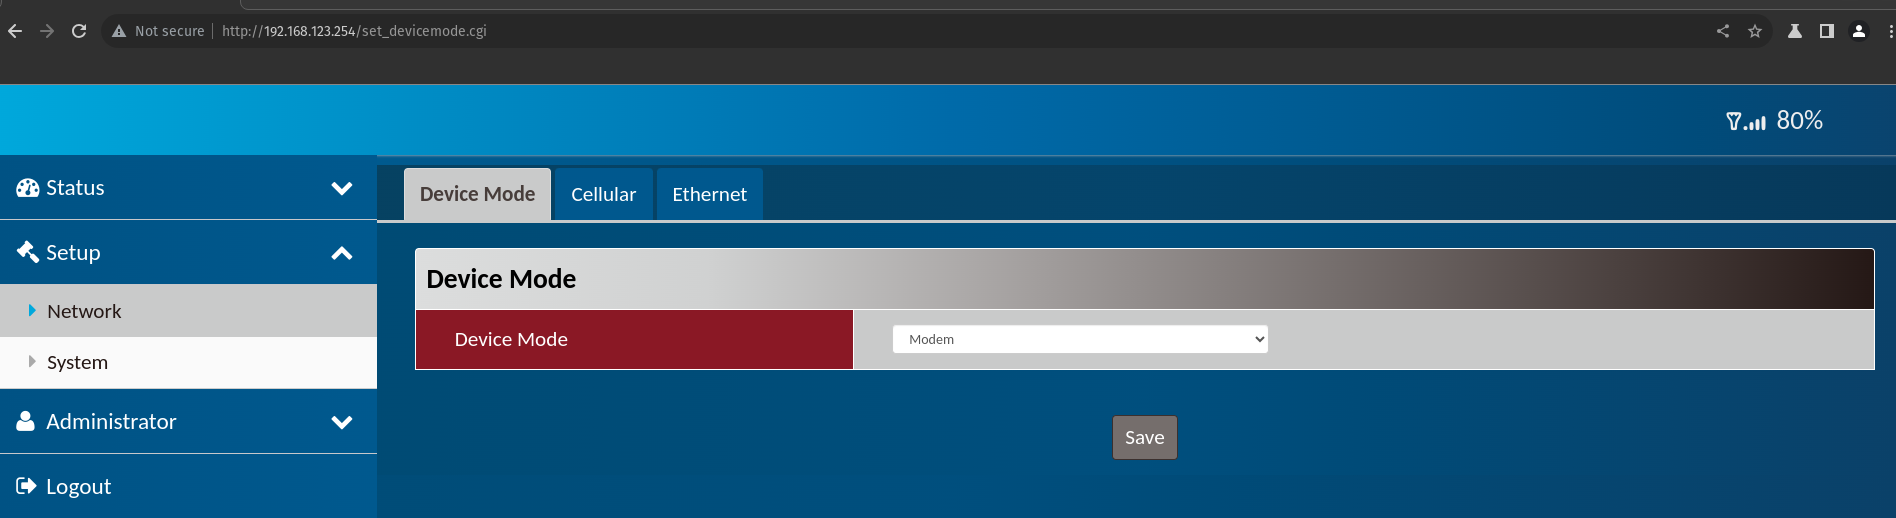 Not secure | http://192.168.123.254/set_devicemode.cgi
80%
Status
Setup
Network
System
Administrator
Logout
Device Mode Cellular Ethernet
Device Mode
Device Mode Modem
Save